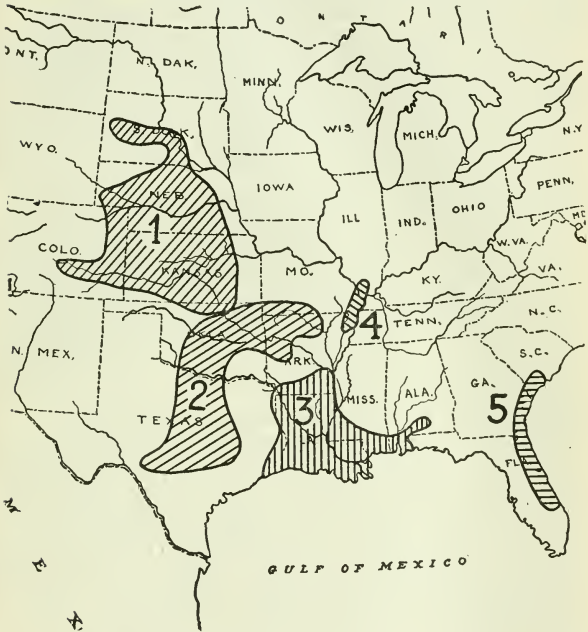 O N T A R
ONT.
N. DAK.
MINN.
S. DAK.
WIS.
MICH.
N.Y
WYO.
IOWA
NEB
PENN.
ILL
IND.
OHIO
1
COLO.
W.VA.
KANSAS
MO.
KY.
VA.
4
TENN.
N.C.
N. MEX.
ARK
S.C.
2
3
MISS.
ALA.
GA.
5
TEXAS
FL
M E X
GULF OF MEXICO